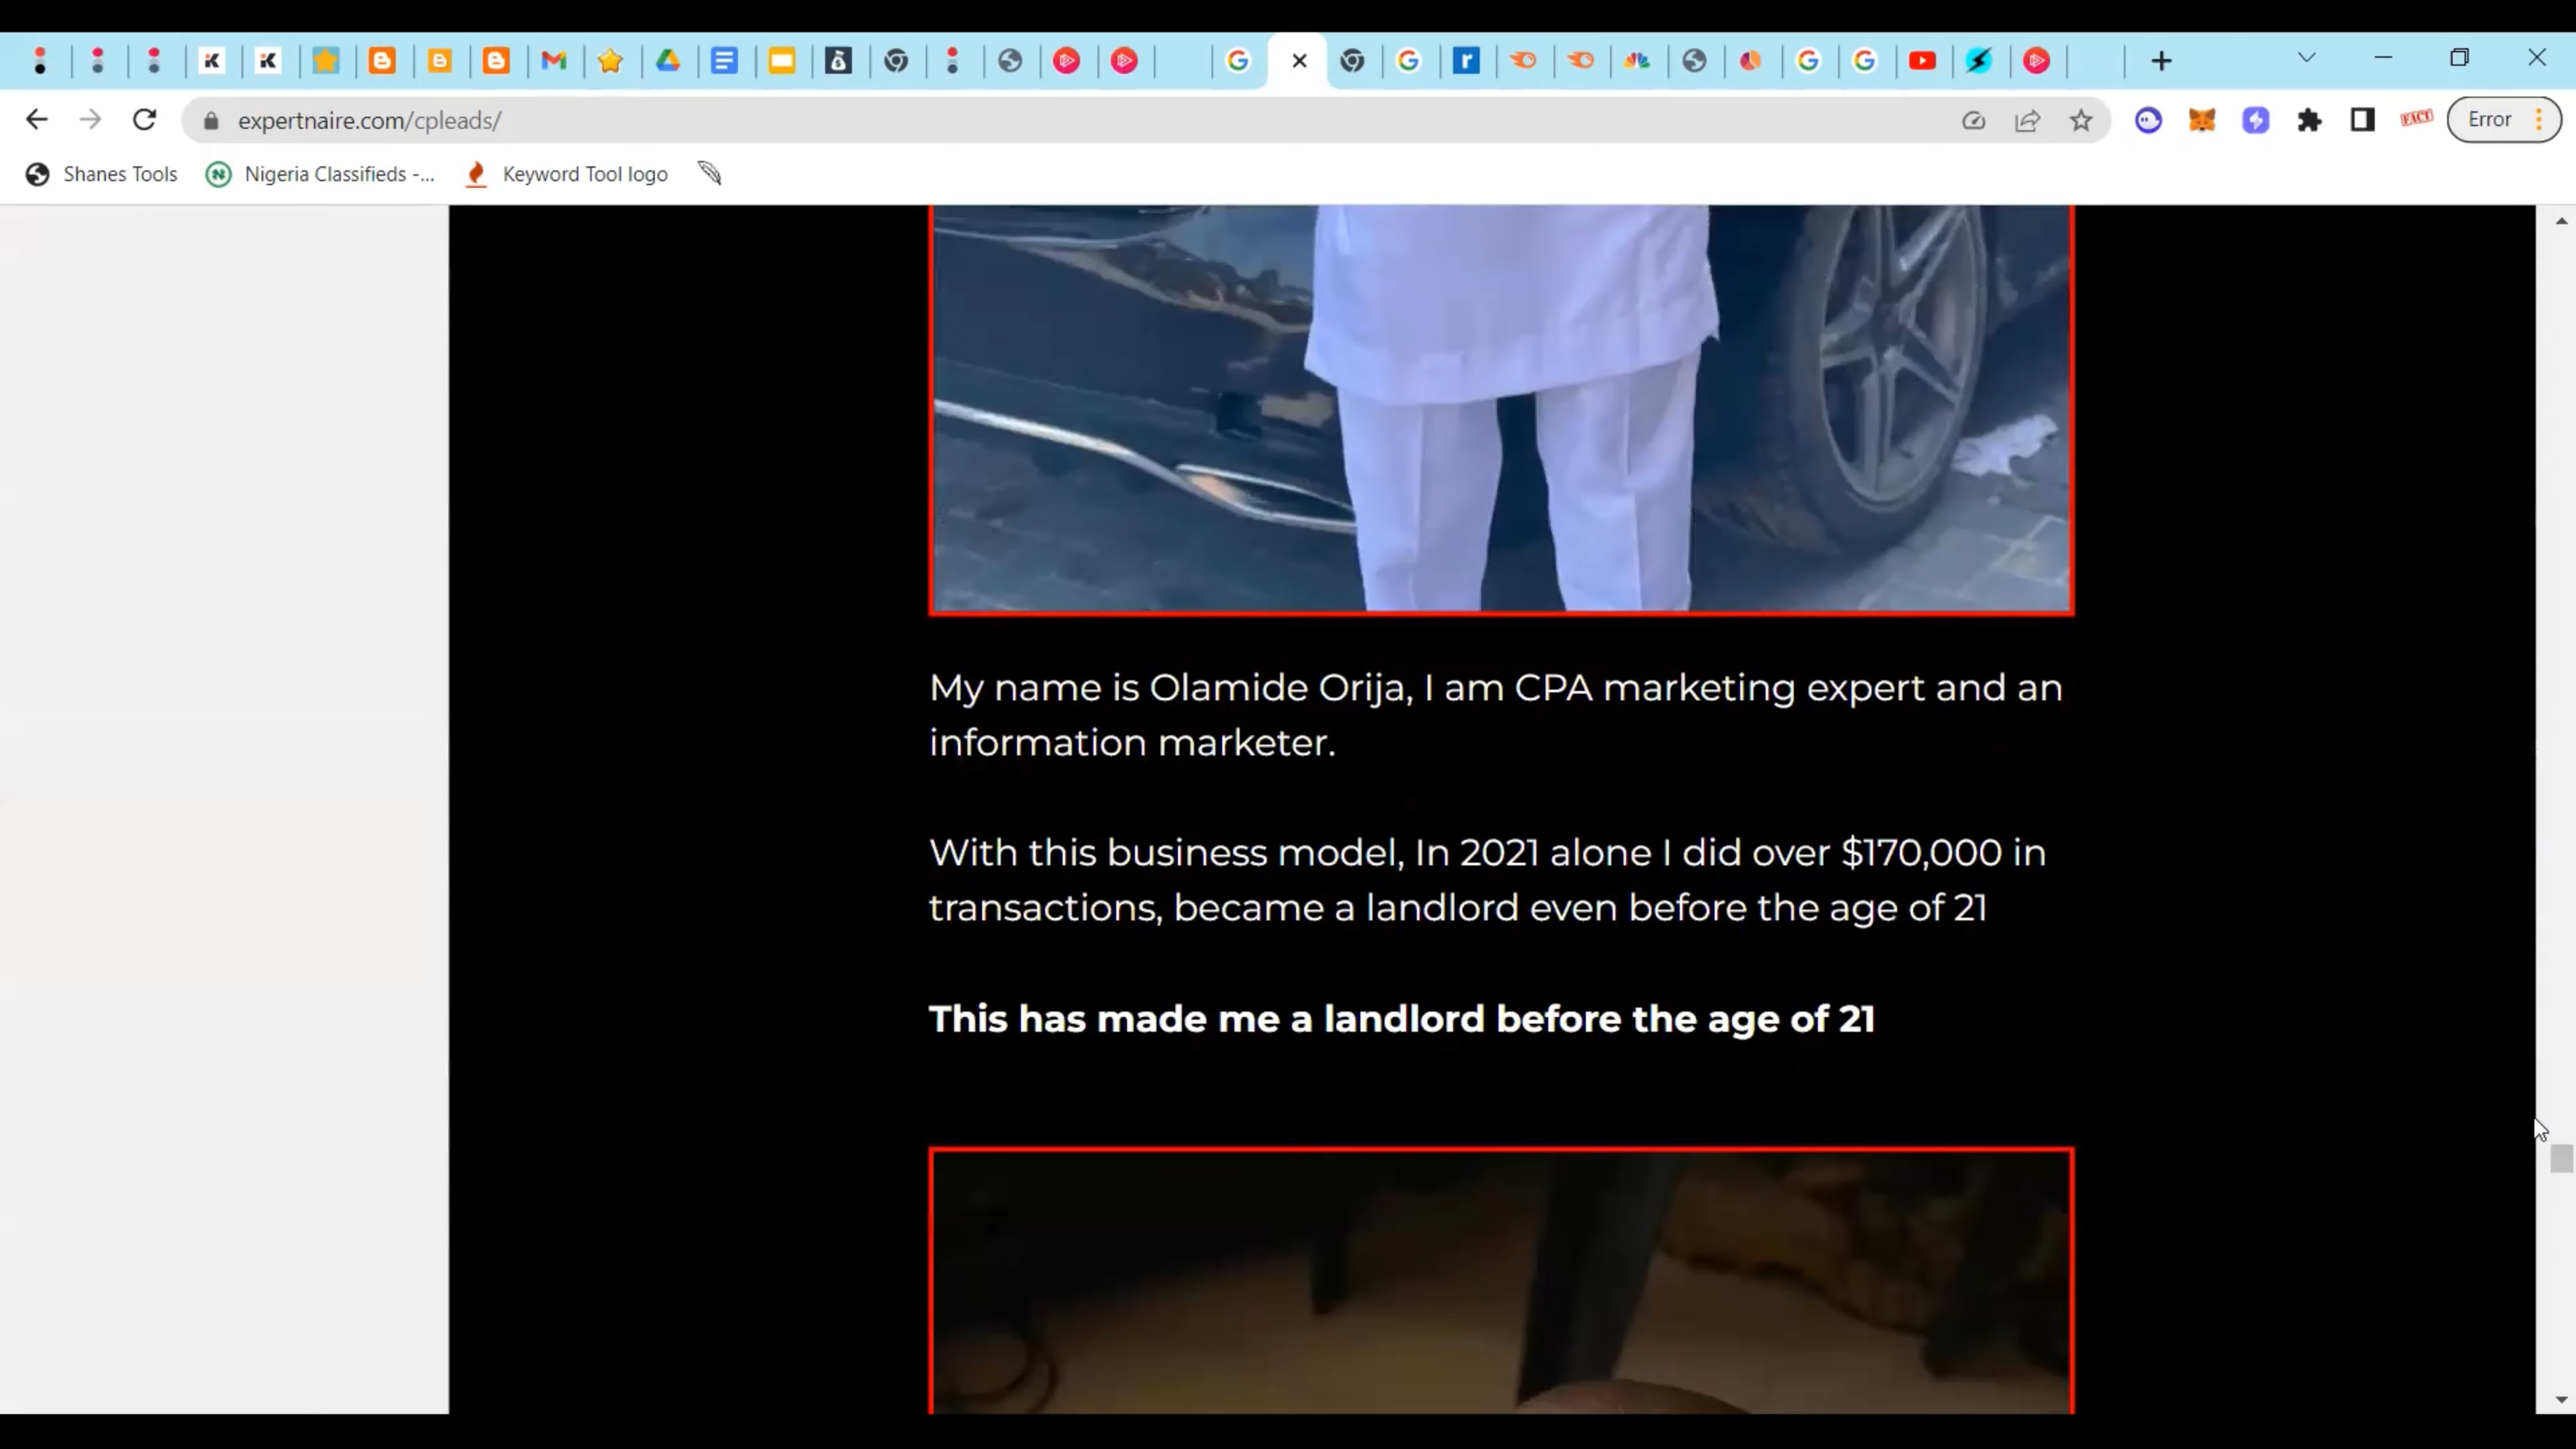 expertnaire.com/cpleads/
Error
Shanes Tools
Nigeria Classifieds -...
Keyword Tool logo
FACT
My name is Olamide Orija, I am CPA marketing expert and an
information marketer.
With this business model, In 2021 alone I did over $170,000 in
transactions, became a landlord even before the age of 21
This has made me a landlord before the age of 21